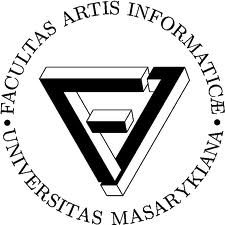 FACULTAS ARTIS INFORMATICÆ
UNIVERSITAS MASARYKIANA